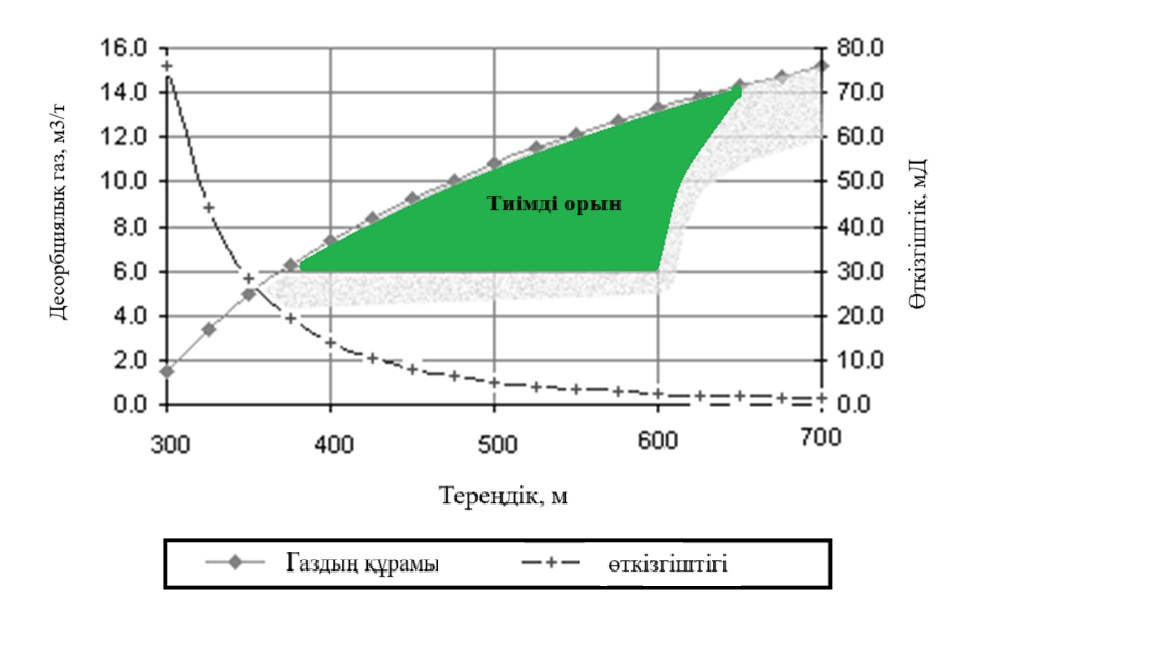 16.0 80.0
14.0 70.0
12.0 60.0
10.0 50.0
8.0 40.0
6.0 30.0
4.0 20.0
2.0 10.0
0.0 0.0
Десорбциялық газ, м3/т
Тиімді орын
Өткізгіштік, мД
300 400 500 600 700
Тереңдік, м
Газдың құрамы өткізгіштігі